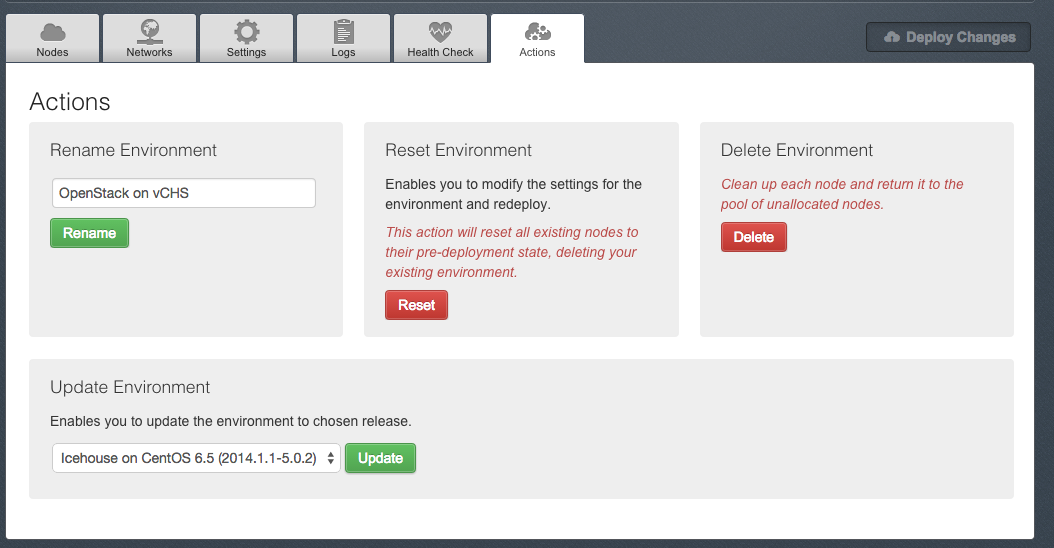 Nodes
Networks
Settings
Logs
Health Check
Actions
Deploy Changes
Actions
Rename Environment
OpenStack on vCHS
Rename
Reset Environment
Enables you to modify the settings for the
environment and redeploy.
This action will reset all existing nodes to
their pre-deployment state, deleting your
existing environment.
Reset
Delete Environment
Clean up each node and return it to the
pool of unallocated nodes.
Delete
Update Environment
Enables you to update the environment to chosen release.
Icehouse on CentOS 6.5 (2014.1.1-5.0.2)
Update